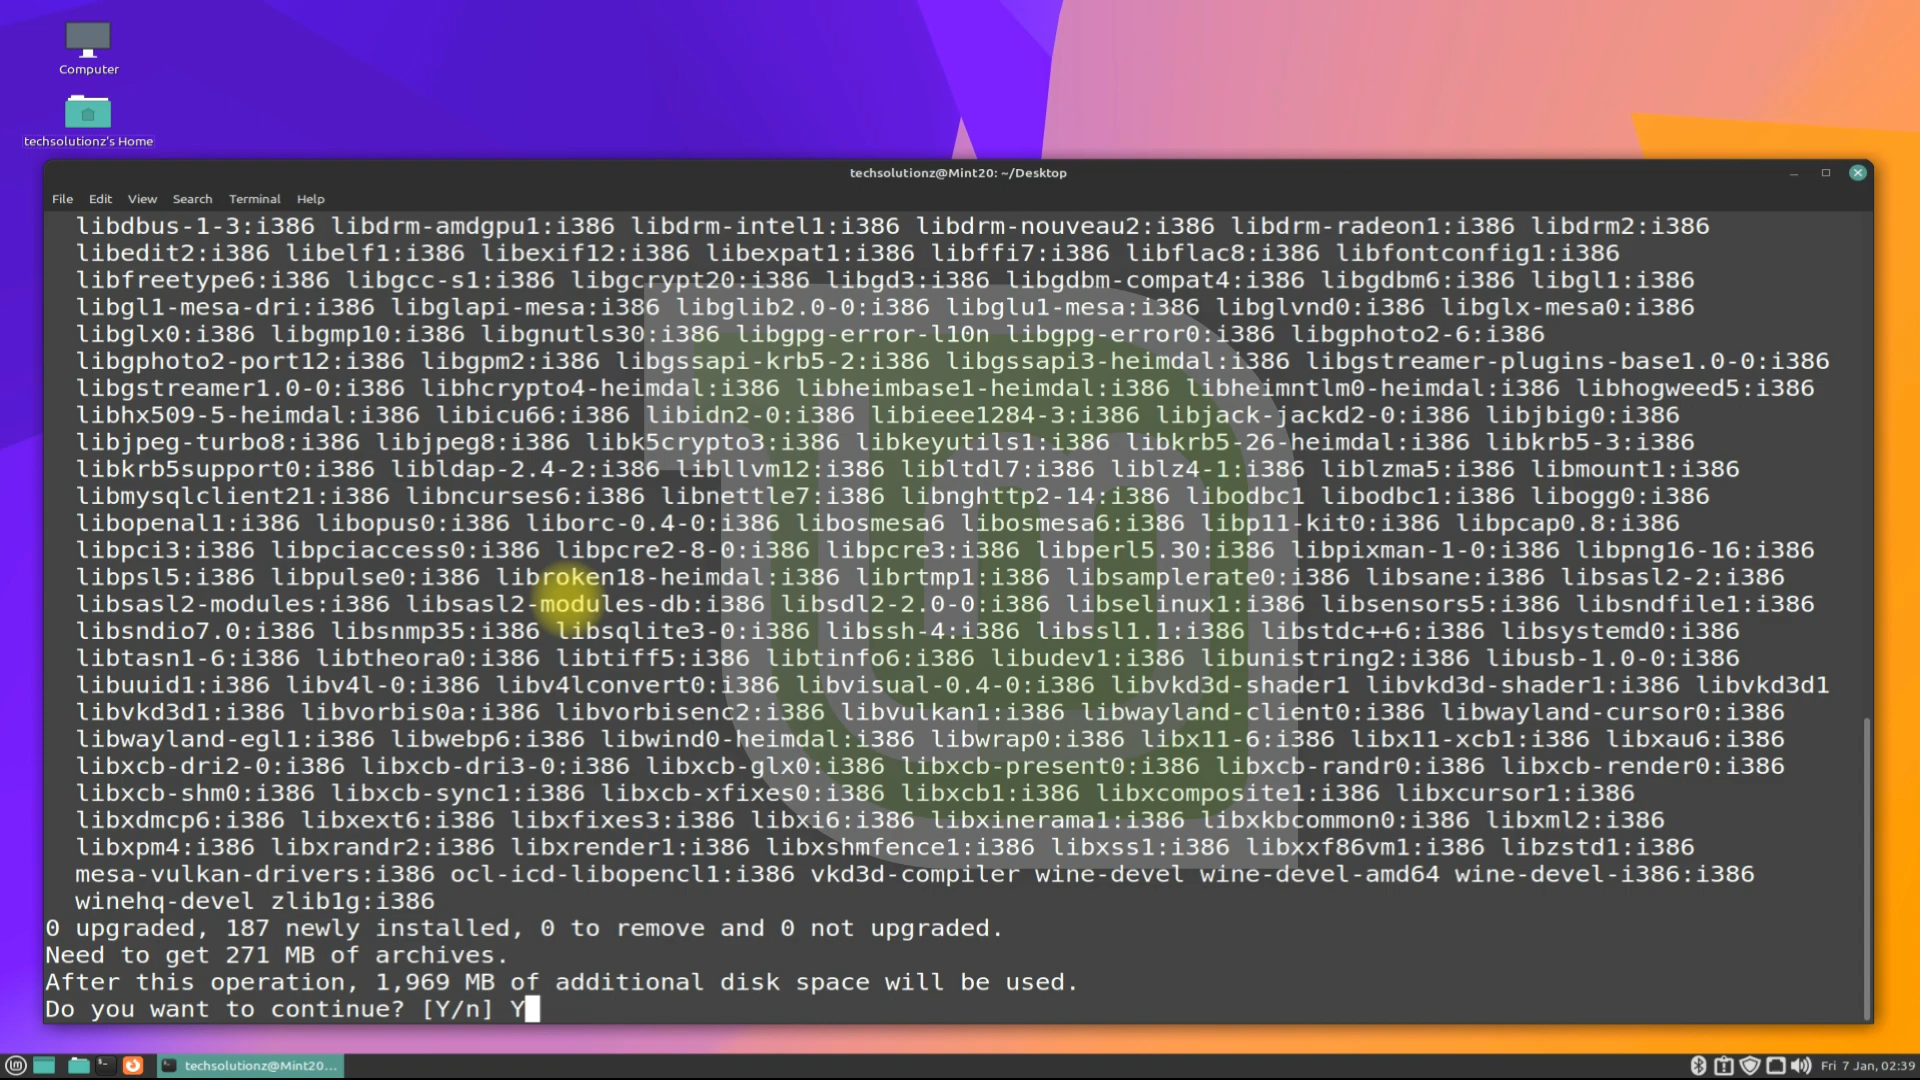 Computer
techsolutionz's Home
techsolutionz@Mint20: ~/Desktop
File Edit View Search Terminal Help
libdbus-1-3:i386 libdrm-amdgpu1:i386 libdrm-intel1:i386 libdrm-nouveau2:i386 libdrm-radeon1:i386 libdrm2:i386
libedit2:i386 libelf1:i386 libexif12:i386 libexpat1:i386 libffi7:i386 libflac8:i386 libfontconfig1:i386
libfreetype6:i386 libgcc-s1:i386 libgcrypt20:i386 libgd3:i386 libgdbm-compat4:i386 libgdbm6:i386 libgl1:i386
libgl1-mesa-dri:i386 libglapi-mesa:i386 libglib2.0-0:i386 libglu1-mesa:i386 libglvnd0:i386 libglx-mesa0:i386
libglx0:i386 libgmp10:i386 libgnutls30:i386 libgpg-error-l10n libgpg-error0:i386 libgphoto2-6:i386
libgphoto2-port12:i386 libgpm2:i386 libgssapi-krb5-2:i386 libgssapi3-heimdal:i386 libgstreamer-plugins-base1.0-0:i386
libgstreamer1.0-0:i386 libhcrypto4-heimdal:i386 libheimbase1-heimdal:i386 libheimntlm0-heimdal:i386 libhogweed5:i386
libhx509-5-heimdal:i386 libicu66:i386 libidn2-0:i386 libieee1284-3:i386 libjack-jackd2-0:i386 libjbig0:i386
libjpeg-turbo8:i386 libjpeg8:i386 libk5crypto3:i386 libkeyutils1:i386 libkrb5-26-heimdal:i386 libkrb5-3:i386
libkrb5support0:i386 libldap-2.4-2:i386 libllvm12:i386 libltdl7:i386 liblz4-1:i386 liblzma5:i386 libmount1:i386
libmysqlclient21:i386 libncurses6:i386 libnettle7:i386 libnghttp2-14:i386 libodbc1 libodbc1:i386 libogg0:i386
libopenal1:i386 libopus0:i386 liborc-0.4-0:i386 libosmesa6 libosmesa6:i386 libp11-kit0:i386 libpcap0.8:i386
libpci3:i386 libpciaccess0:i386 libpcre2-8-0:i386 libpcre3:i386 libperl5.30:i386 libpixman-1-0:i386 libpng16-16:i386
libpsl5:i386 libpulse0:i386 libroken18-heimdal:i386 librtmp1:i386 libsamplerate0:i386 libsane:i386 libsasl2-2:i386
libsasl2-modules:i386 libsasl2-modules-db:i386 libsdl2-2.0-0:i386 libselinux1:i386 libsensors5:i386 libsndfile1:i386
libsndio7.0:i386 libsnmp35:i386 libsqlite3-0:i386 libssh-4:i386 libssl1.1:i386 libstdc++6:i386 libsystemd0:i386
libtasn1-6:i386 libtheora0:i386 libtiff5:i386 libtinfo6:i386 libudev1:i386 libunistring2:i386 libusb-1.0-0:i386
libuuid1:i386 libv4l-0:i386 libv4lconvert0:i386 libvisual-0.4-0:i386 libvkd3d-shader1 libvkd3d-shader1:i386 libvkd3d1
libvkd3d1:i386 libvorbis0a:i386 libvorbisenc2:i386 libvulkan1:i386 libwayland-client0:i386 libwayland-cursor0:i386
libwayland-egl1:i386 libwebp6:i386 libwind0-heimdal:i386 libwrap0:i386 libx11-6:i386 libx11-xcb1:i386 libxau6:i386
libxcb-dri2-0:i386 libxcb-dri3-0:i386 libxcb-glx0:i386 libxcb-present0:i386 libxcb-randr0:i386 libxcb-render0:i386
libxcb-shm0:i386 libxcb-sync1:i386 libxcb-xfixes0:i386 libxcb1:i386 libxcomposite1:i386 libxcursor1:i386
libxdmcp6:i386 libxext6:i386 libxfixes3:i386 libxi6:i386 libxinerama1:i386 libxkbcommon0:i386 libxml2:i386
libxpm4:i386 libxrandr2:i386 libxrender1:i386 libxshmfence1:i386 libxss1:i386 libxxf86vm1:i386 libzstd1:i386
mesa-vulkan-drivers:i386 ocl-icd-libopencl1:i386 vkd3d-compiler wine-devel wine-devel-amd64 wine-devel-i386:i386
winehq-devel zlib1g:i386
0 upgraded, 187 newly installed, 0 to remove and 0 not upgraded.
Need to get 271 MB of archives.
After this operation, 1,969 MB of additional disk space will be used.
Do you want to continue? [Y/n] Y
techsolutionz@Mint20:... Fri 7 Jan, 02:39